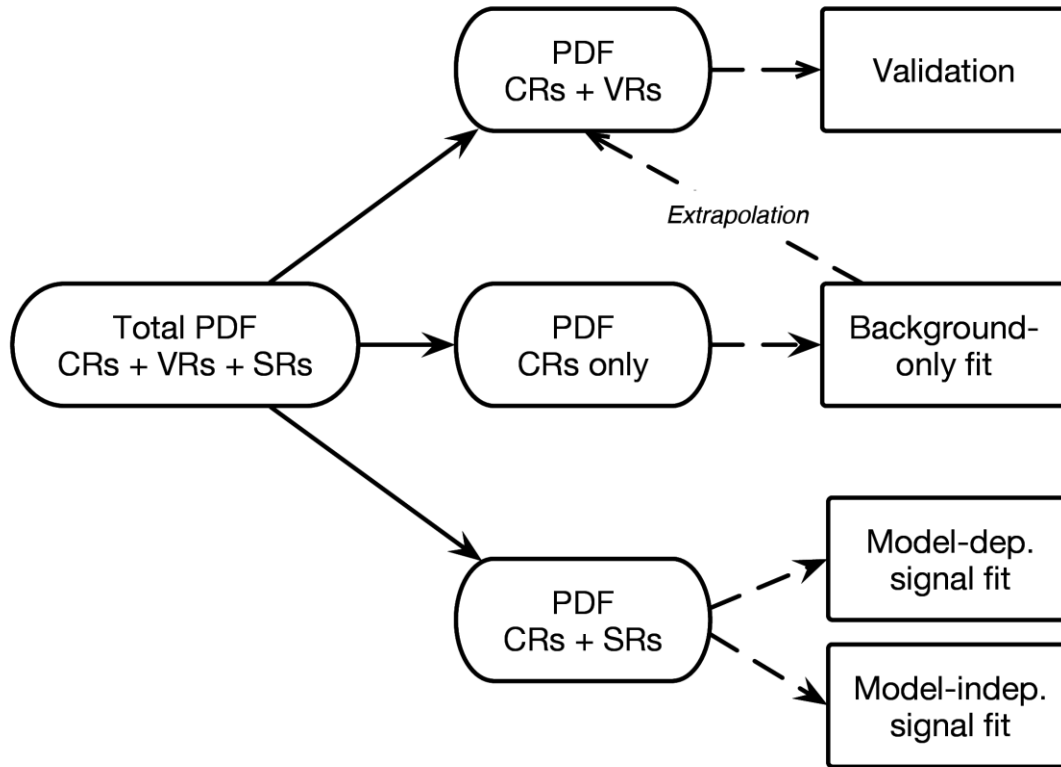 PDF
CRs + VRs
Validation
Extrapolation
Total PDF
CRs + VRs + SRs
PDF
CRs only
Background-
only fit
Model-dep.
signal fit
PDF
CRs + SRs
Model-indep.
signal fit